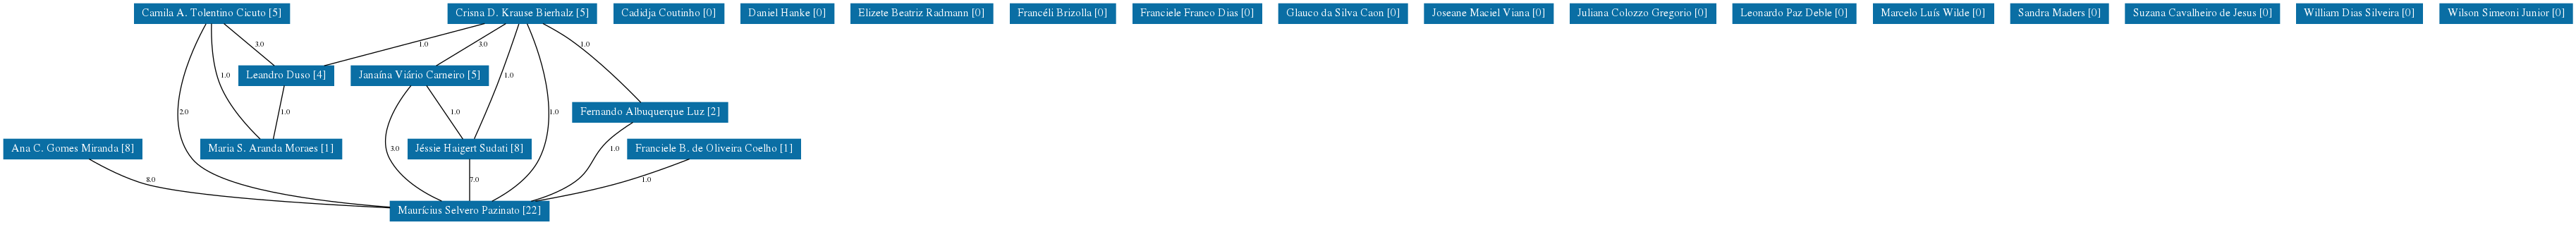 Camila A. Tolentino Cicuto [5]
Crisna D. Krause Bierhalz [5]
Cadidja Coutinho [0]
Daniel Hanke [0]
Elizete Beatriz Radmann [0]
Francéli Brizolla [0]
Franciele Franco Dias [0]
Glauco da Silva Caon [0]
Joseane Maciel Viana [0]
Juliana Colozzo Gregorio [0]
Leonardo Paz Deble [0]
Marcelo Luís Wilde [0]
Sandra Maders [0]
Suzana Cavalheiro de Jesus [0]
William Dias Silveira [0]
Wilson Simeoni Junior [0]
3.0
1.0
3.0
1.0
1.0
Leandro Duso [4]
Janaína Viário Carneiro [5]
1.0
2.0
1.0
1.0
1.0
Fernando Albuquerque Luz [2]
Ana C. Gomes Miranda [8]
Maria S. Aranda Moraes [1]
3.0
Jéssie Haigert Sudati [8]
1.0
Franciele B. de Oliveira Coelho [1]
8.0
7.0
1.0
Maurícius Selvero Pazinato [22]